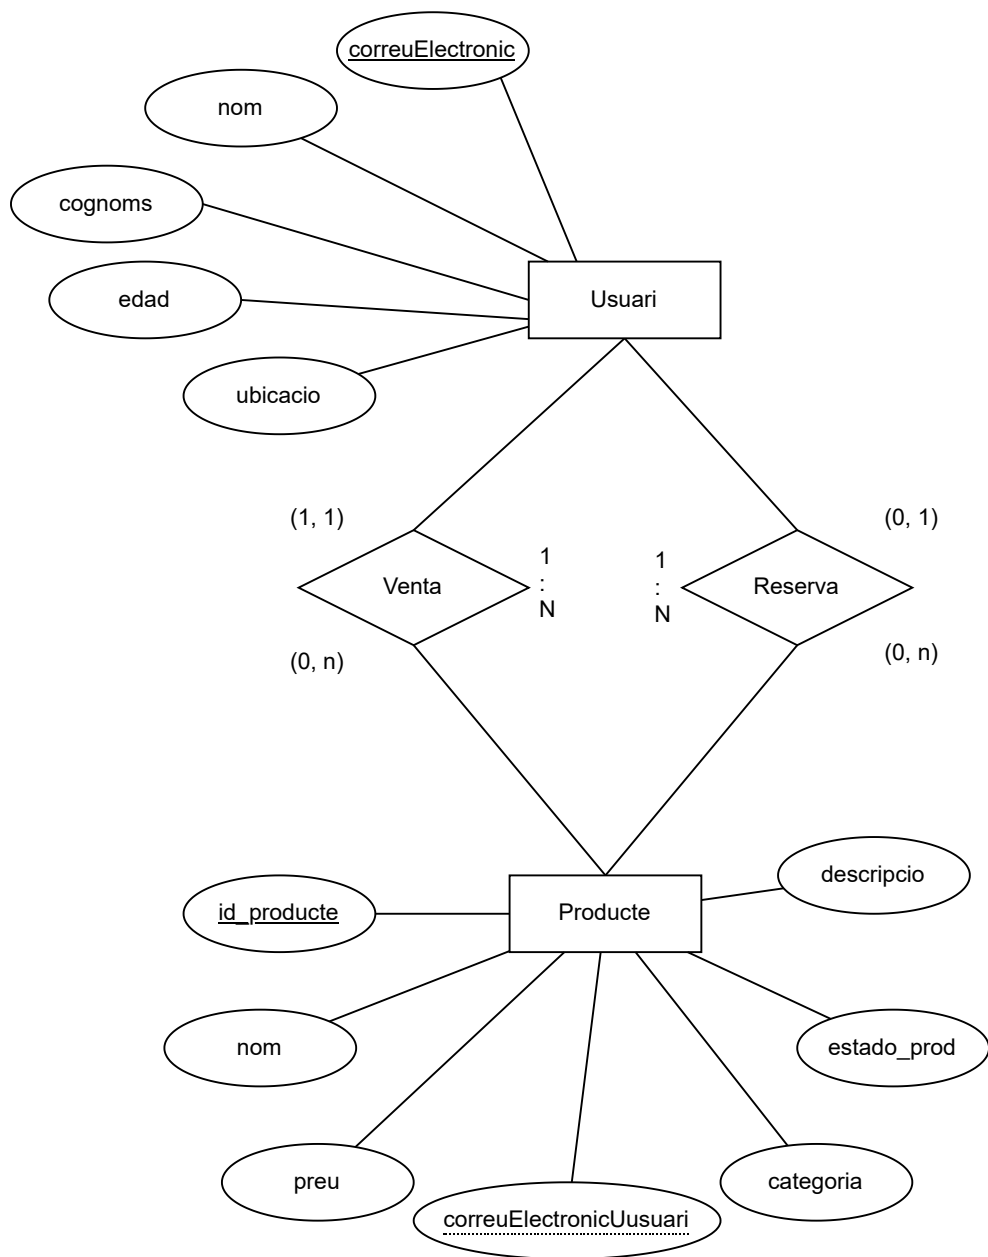 correuElectronic
nom
cognoms
edad
Usuari
ubicacio
(1, 1)
(0, 1)
Venta
1
:
N
1
:
N
Reserva
(0, n)
(0, n)
descripcio
id_producte
Producte
nom
estado_prod
preu
categoria
correuElectronicUusuari